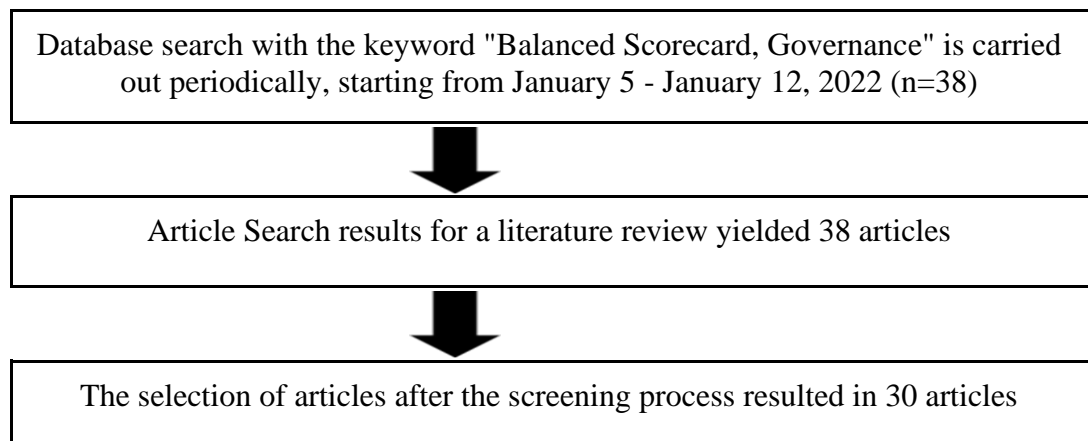 Database search with the keyword "Balanced Scorecard, Governance" is carried
out periodically, starting from January 5 - January 12, 2022 (n=38)
Article Search results for a literature review yielded 38 articles
The selection of articles after the screening process resulted in 30 articles